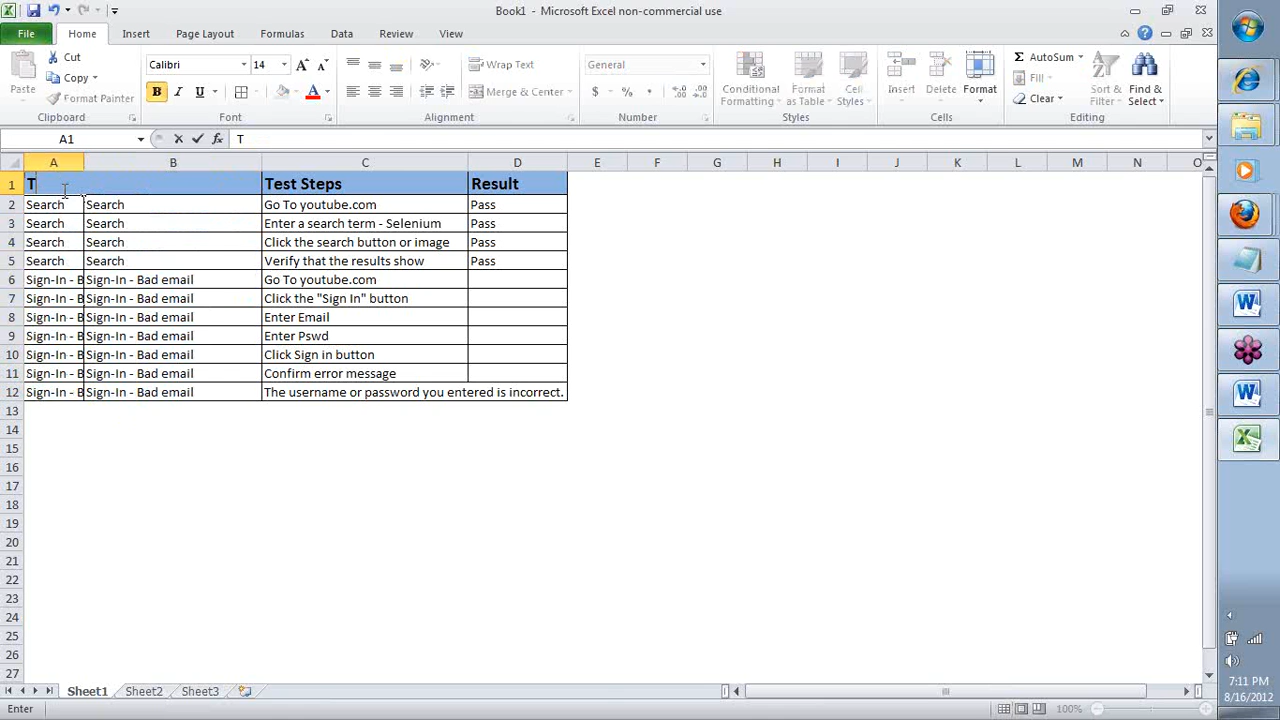 Book1 - Microsoft Excel non-commercial use
File Home Insert Page Layout Formulas Data Review View
Paste
Cut
Copy
Format Painter
Clipboard
Calibri 14
B I U
Font
Wrap Text
Merge & Center
Alignment
General
$ % ,
Number
Conditional Formatting
Format as Table
Cell Styles
Styles
Insert
Delete
Format
Cells
AutoSum
Fill
Clear
Sort & Filter
Find & Select
Editing
A1 fx T
A B C D E F G H I J K L M N O
1 T Test Steps Result
2 Search Search Go To youtube.com Pass
3 Search Search Enter a search term - Selenium Pass
4 Search Search Click the search button or image Pass
5 Search Search Verify that the results show Pass
6 Sign-In - B Sign-In - Bad email Go To youtube.com
7 Sign-In - B Sign-In - Bad email Click the "Sign In" button
8 Sign-In - B Sign-In - Bad email Enter Email
9 Sign-In - B Sign-In - Bad email Enter Pswd
10 Sign-In - B Sign-In - Bad email Click Sign in button
11 Sign-In - B Sign-In - Bad email Confirm error message
12 Sign-In - B Sign-In - Bad email The username or password you entered is incorrect.
13
14
15
16
17
18
19
20
21
22
23
24
25
26
27
Sheet1 Sheet2 Sheet3
Enter 100%
7:11 PM
8/16/2012